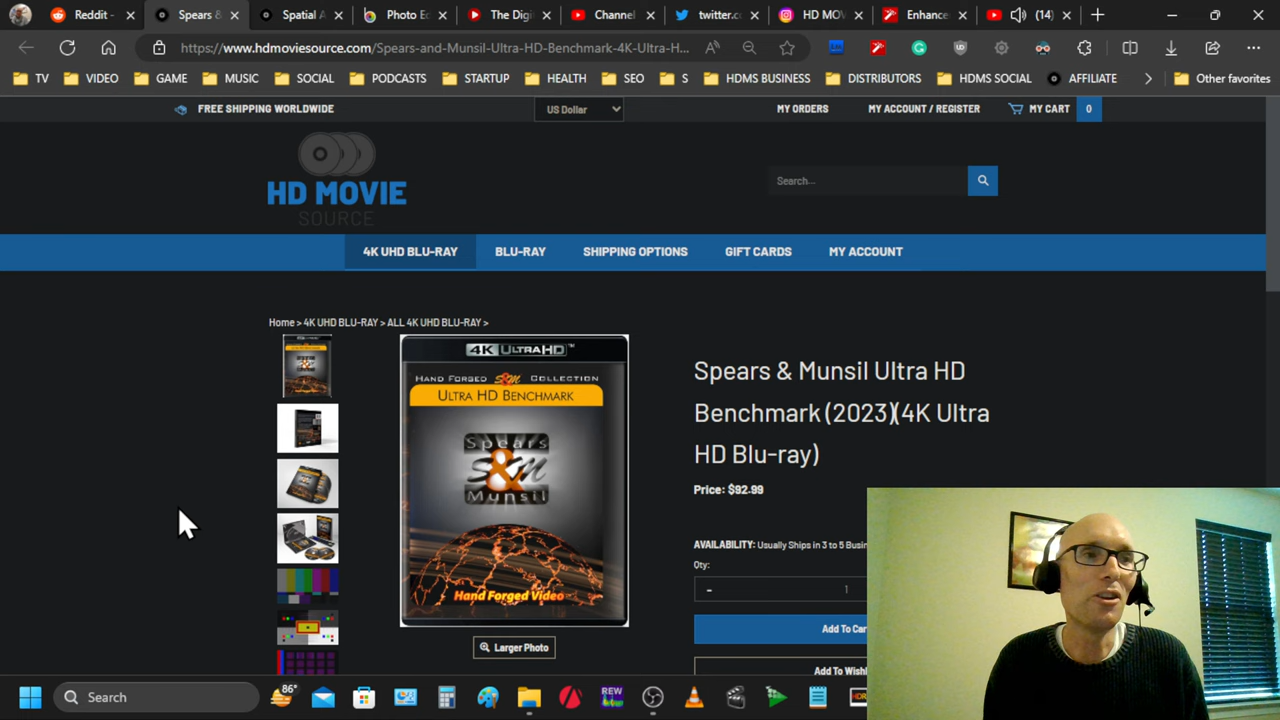 Reddit -
Spears &
Spatial A
Photo Ed
The Digi
Channel
twitter.c
HD MOV
Enhance
(14)
https://www.hdmoviesource.com/Spears-and-Munsil-Ultra-HD-Benchmark-4K-Ultra-H...
TV
VIDEO
GAME
MUSIC
SOCIAL
PODCASTS
STARTUP
HEALTH
SEO
S
HDMS BUSINESS
DISTRIBUTORS
HDMS SOCIAL
AFFILIATE
Other favorites
FREE SHIPPING WORLDWIDE
US Dollar
MY ORDERS
MY ACCOUNT / REGISTER
MY CART
0
HD MOVIE
SOURCE
Search...
4K UHD BLU-RAY
BLU-RAY
SHIPPING OPTIONS
GIFT CARDS
MY ACCOUNT
Home > 4K UHD BLU-RAY > ALL 4K UHD BLU-RAY >
4K ULTRAHD™
HAND FORGED S&M COLLECTION
ULTRA HD BENCHMARK
Spears
S&M
Munsil
Hand Forged Video
Larger Photo
Spears & Munsil Ultra HD
Benchmark (2023)(4K Ultra
HD Blu-ray)
Price: $92.99
AVAILABILITY: Usually Ships in 3 to 5 Busin
Qty:
-
1
Add To Car
Add To Wish
Search
86°
REW